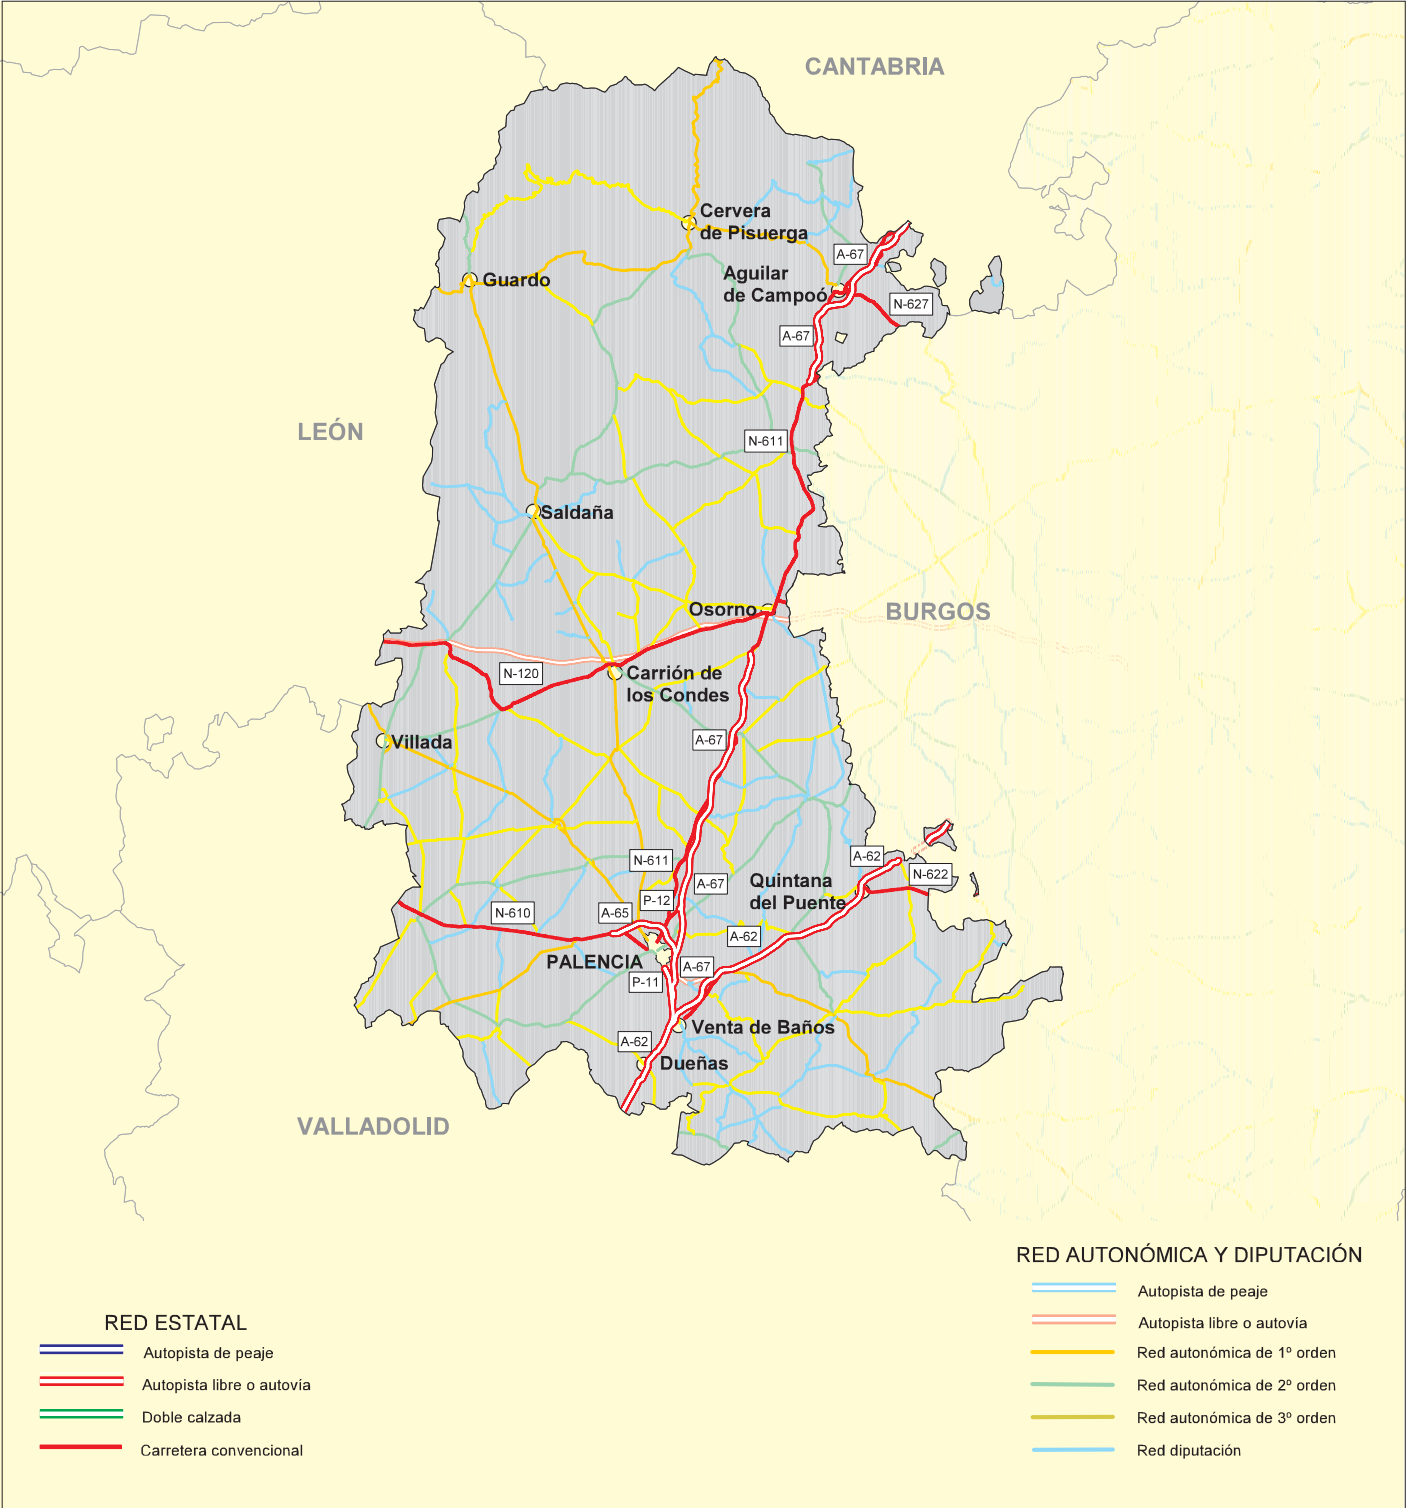 CANTABRIA
Cervera
de Pisuerga
A-67
Aguilar
de Campoó
Guardo
N-627
A-67
LEÓN
N-611
Saldaña
Osorno
BURGOS
N-120
Carrión de
los Condes
Villada
A-67
N-611
A-62
N-622
A-67
Quintana
del Puente
P-12
N-610
A-65
A-62
PALENCIA
A-67
P-11
Venta de Baños
A-62
Dueñas
VALLADOLID
RED ESTATAL
Autopista de peaje
Autopista libre o autovía
Doble calzada
Carretera convencional
RED AUTONÓMICA Y DIPUTACIÓN
Autopista de peaje
Autopista libre o autovía
Red autonómica de 1º orden
Red autonómica de 2º orden
Red autonómica de 3º orden
Red diputación